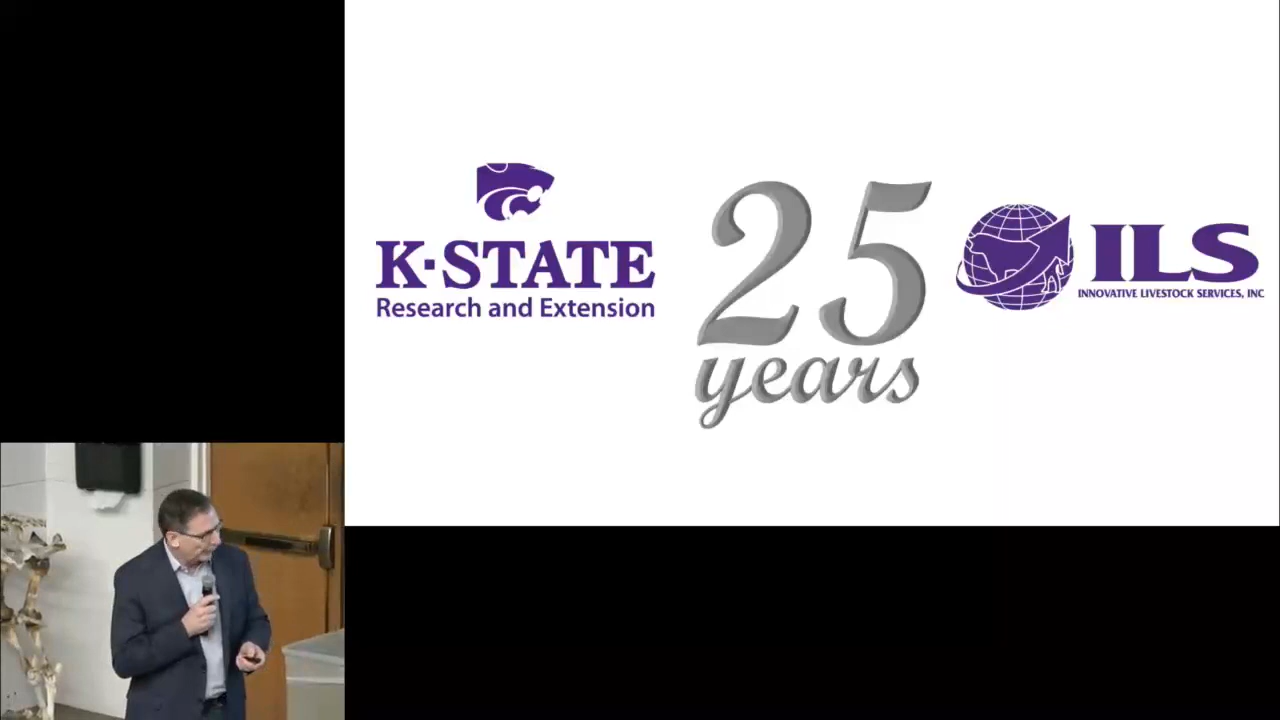 K·STATE
Research and Extension
25
years
ILS
INNOVATIVE LIVESTOCK SERVICES, INC